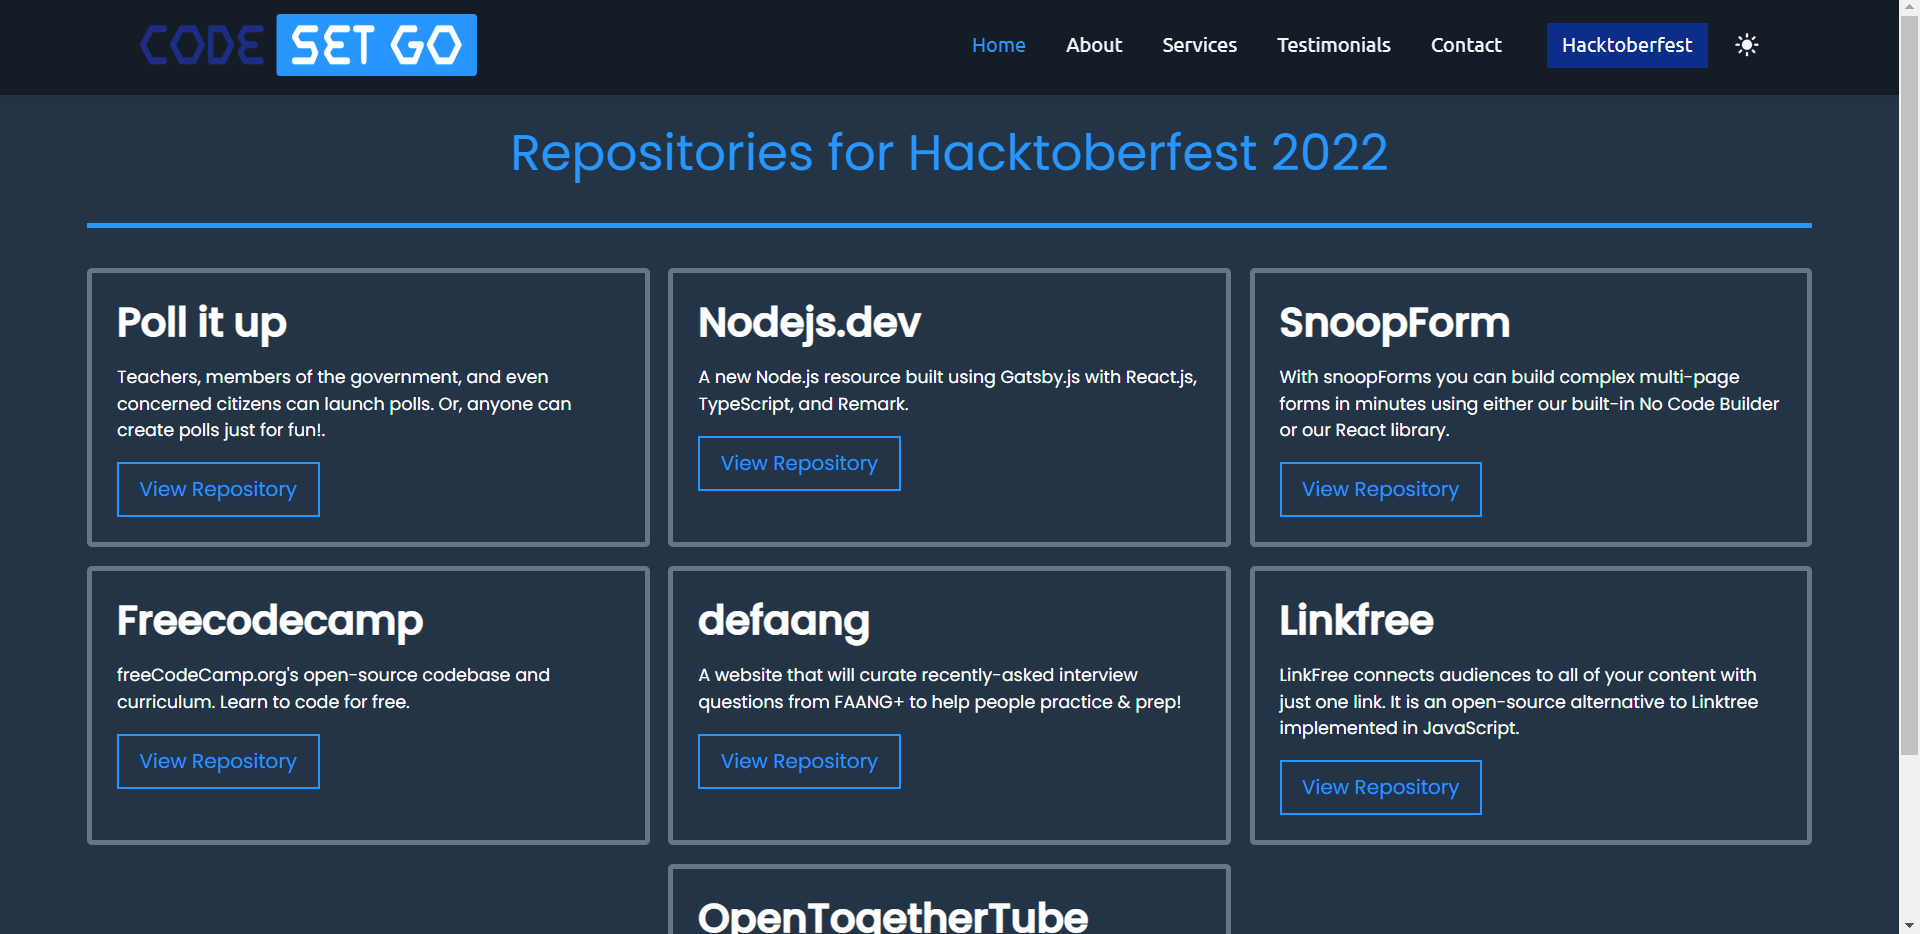 CODE SET GO
Home About Services Testimonials Contact Hacktoberfest
Repositories for Hacktoberfest 2022
Poll it up
Teachers, members of the government, and even
concerned citizens can launch polls. Or, anyone can
create polls just for fun!.
View Repository
Nodejs.dev
A new Node.js resource built using Gatsby.js with React.js,
TypeScript, and Remark.
View Repository
SnoopForm
With snoopForms you can build complex multi-page
forms in minutes using either our built-in No Code Builder
or our React library.
View Repository
Freecodecamp
freeCodeCamp.org's open-source codebase and
curriculum. Learn to code for free.
View Repository
defaang
A website that will curate recently-asked interview
questions from FAANG+ to help people practice & prep!
View Repository
Linkfree
LinkFree connects audiences to all of your content with
just one link. It is an open-source alternative to Linktree
implemented in JavaScript.
View Repository
OpenTogetherTube